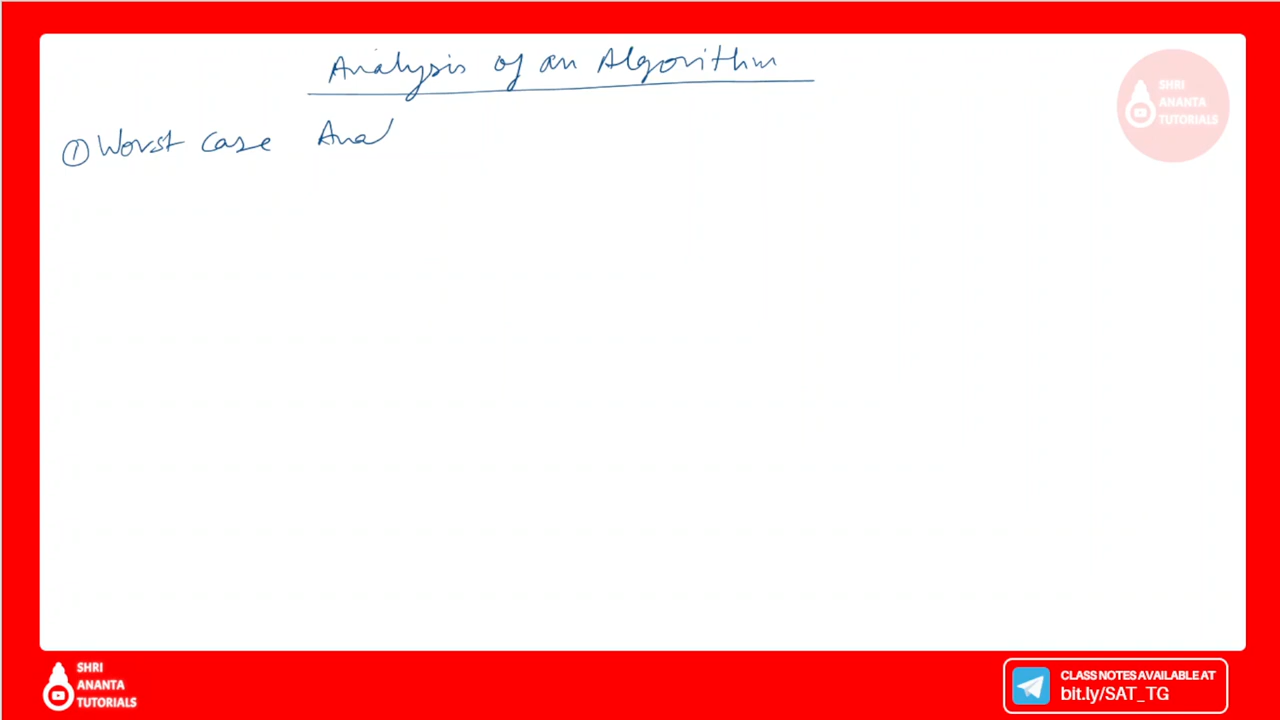 Analysis of an Algorithm
① Worst case Anal
SHRI
ANANTA
TUTORIALS
SHRI
ANANTA
TUTORIALS
CLASS NOTES AVAILABLE AT
bit.ly/SAT_TG